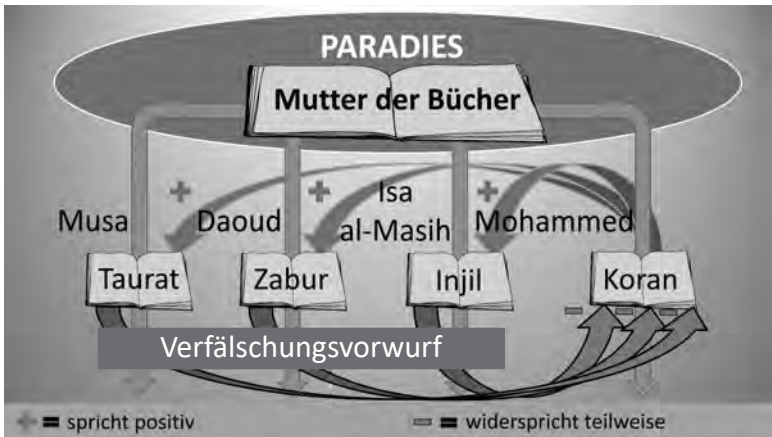 PARADIES
Mutter der Bücher
+ + Isa +
Musa Daoud al-Masih Mohammed
Taurat Zabur Injil Koran
- - - -
Verfälschungsvorwurf
+ = spricht positiv - = widerspricht teilweise